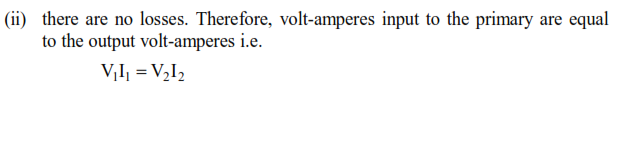 (ii) there are no losses. Therefore, volt-amperes input to the primary are equal
to the output volt-amperes i.e.
V₁I₁ = V₂I₂